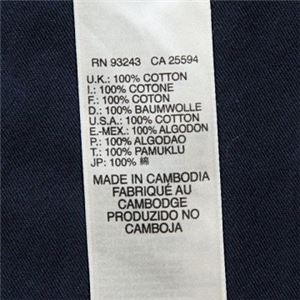 RN 93243 CA 25594
U.K.: 100% COTTON
I.: 100% COTONE
F.: 100% COTON
D.: 100% BAUMWOLLE
U.S.A.: 100% COTTON
E.-MEX.: 100% ALGODON
P.: 100% ALGODAO
T.: 100% PAMUKLU
JP: 100% 綿
MADE IN CAMBODIA
FABRIQUÉ AU
CAMBODGE
PRODUZIDO NO
CAMBOJA